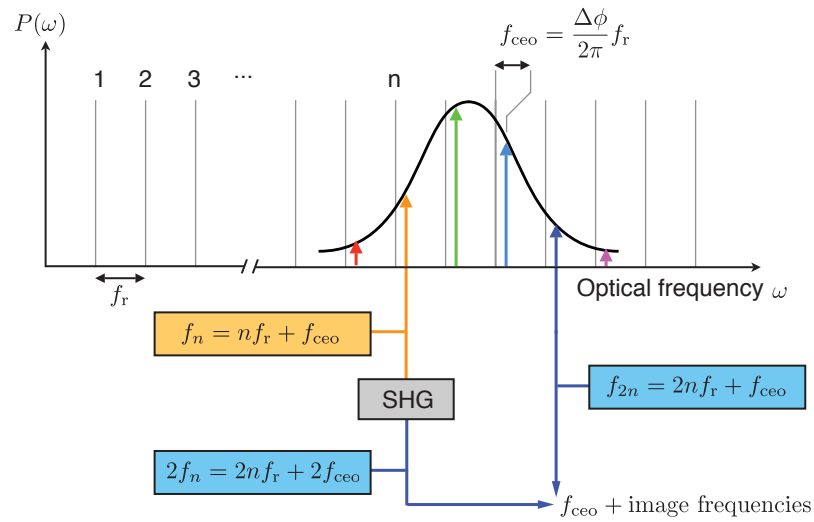 P(ω)
f_ceo = Δϕ/2π f_r
1 2 3 ... n
f_r
Optical frequency ω
f_n = nf_r + f_ceo
SHG
f_2n = 2nf_r + f_ceo
2f_n = 2nf_r + 2f_ceo
f_ceo + image frequencies